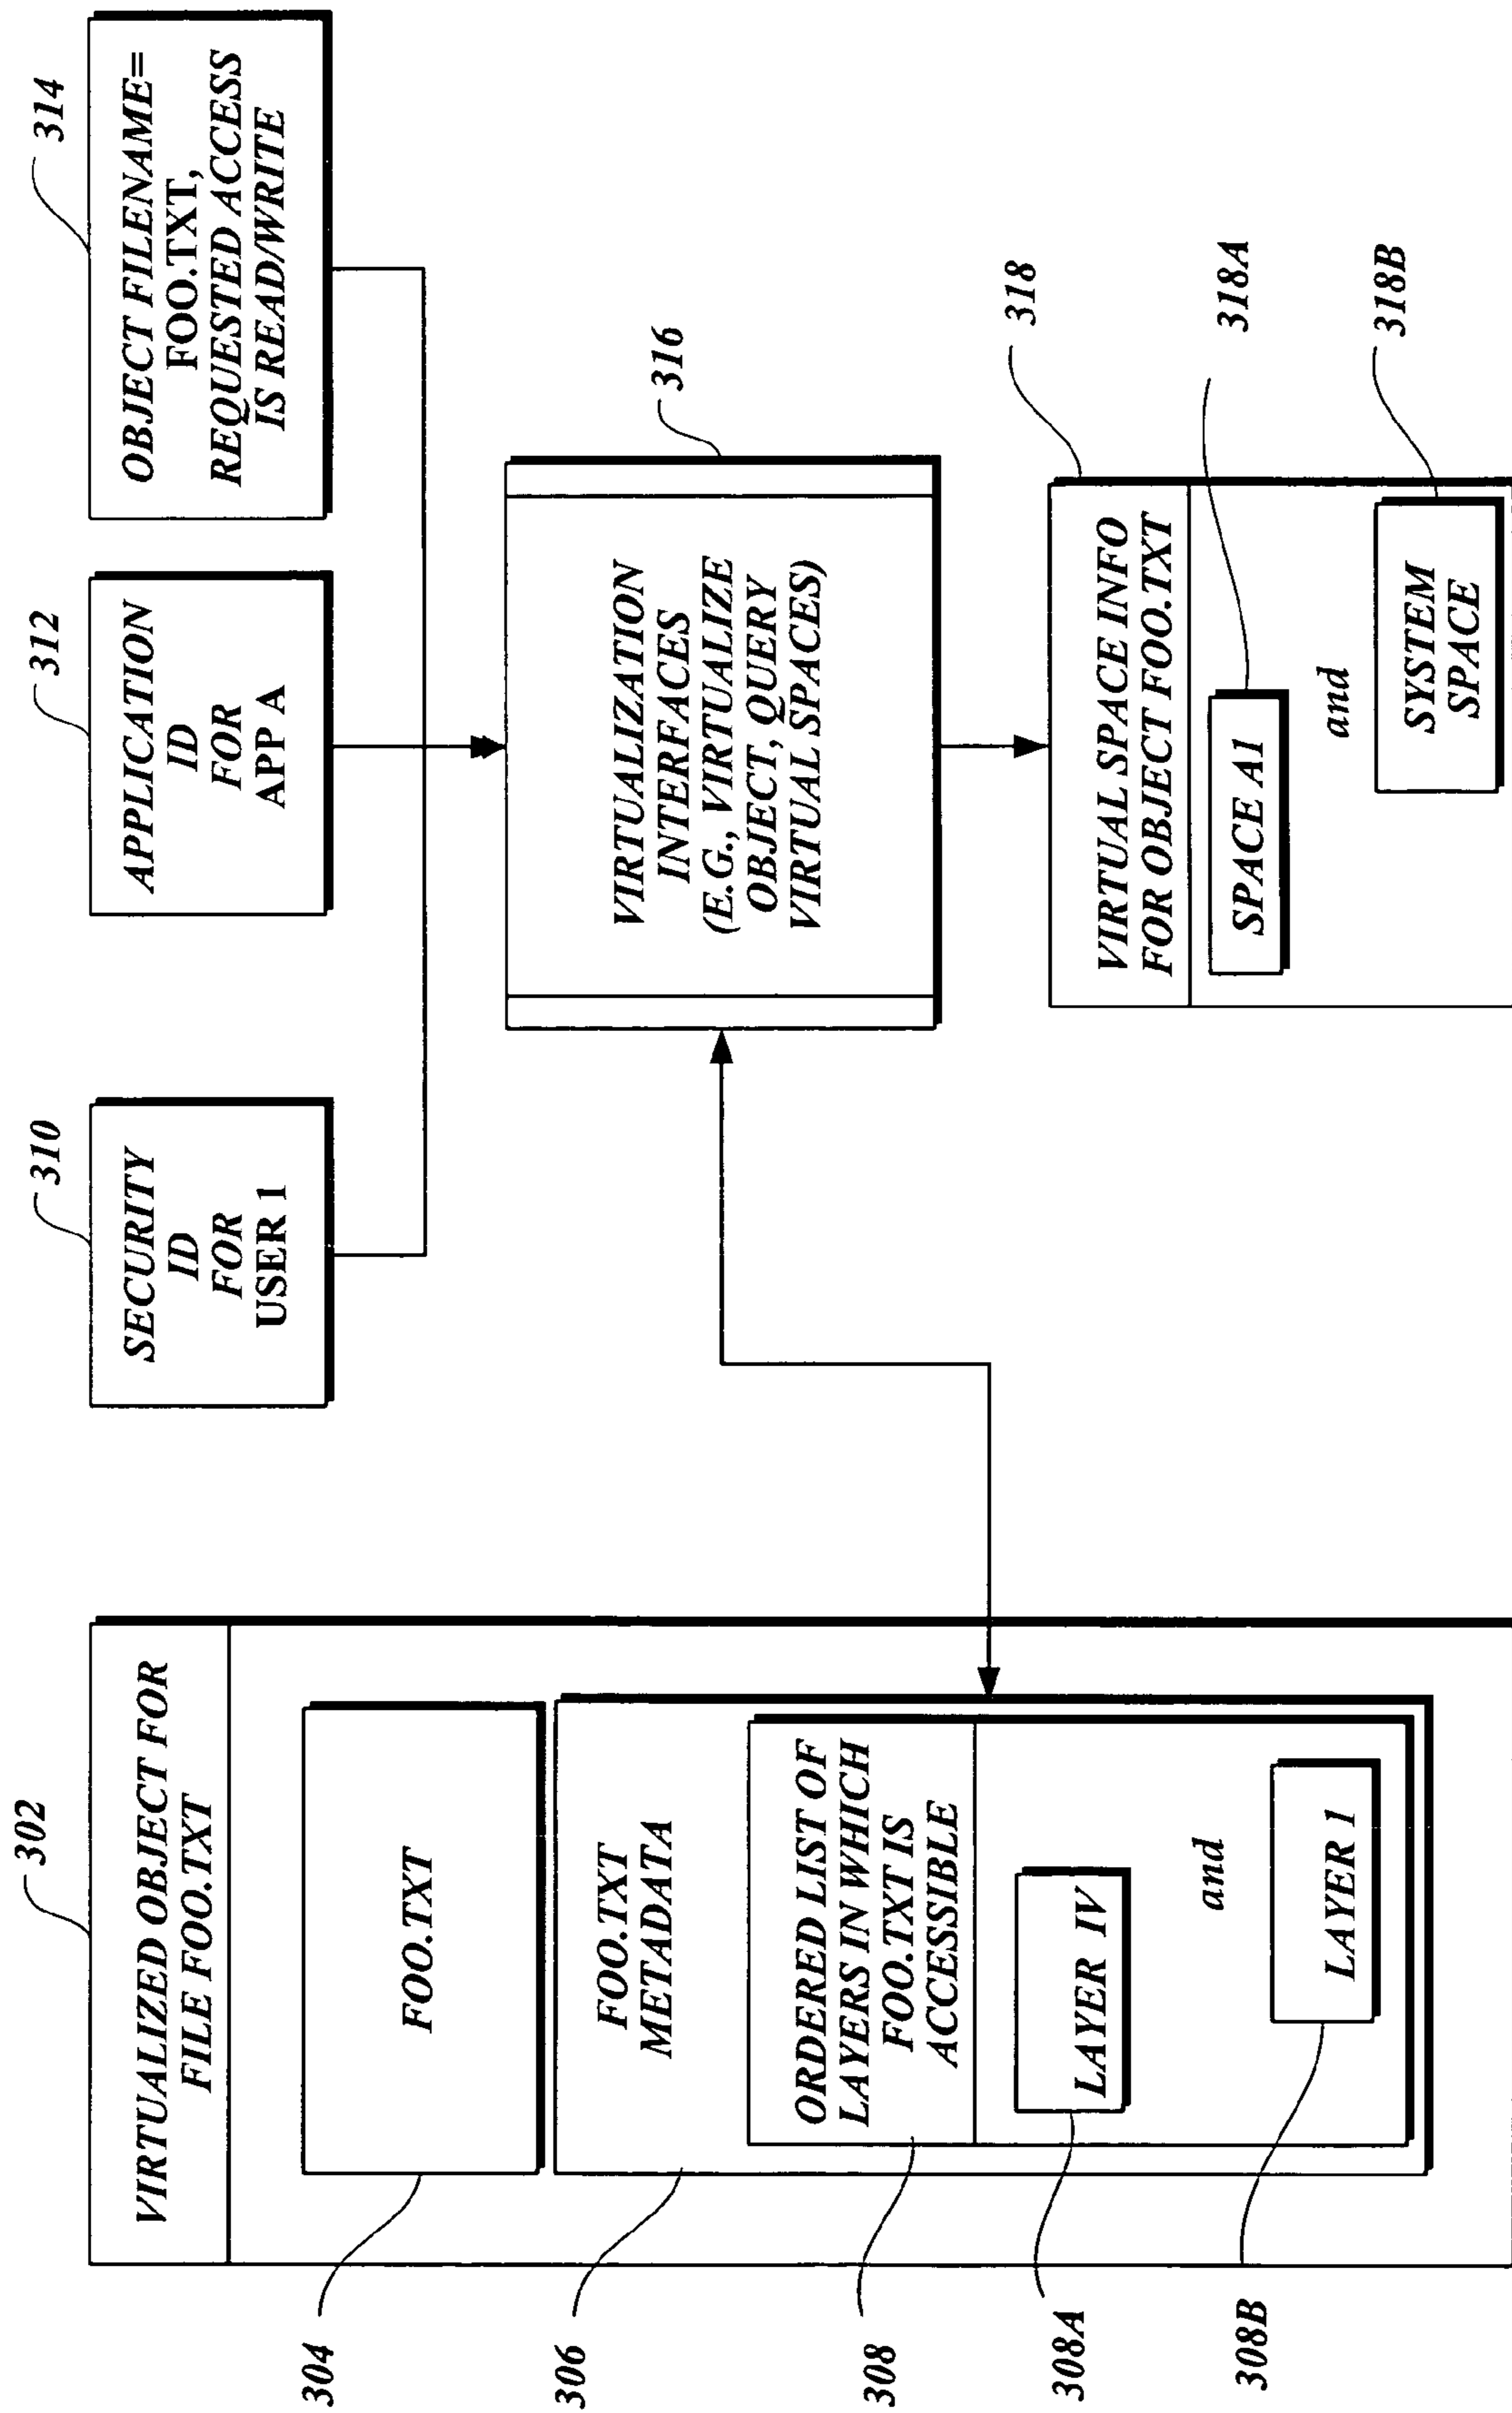 302
VIRTUALIZED OBJECT FOR
FILE FOO.TXT
304
FOO.TXT
306
FOO.TXT
METADATA
308
ORDERED LIST OF
LAYERS IN WHICH
FOO.TXT IS
ACCESSIBLE
308A
LAYER IV
and
308B
LAYER 1
310
SECURITY
ID
FOR
USER 1
312
APPLICATION
ID
FOR
APP A
314
OBJECT FILENAME=
FOO.TXT,
REQUESTED ACCESS
IS READ/WRITE
316
VIRTUALIZATION
INTERFACES
(E.G., VIRTUALIZE
OBJECT, QUERY
VIRTUAL SPACES)
318
VIRTUAL SPACE INFO
FOR OBJECT FOO.TXT
318A
SPACE A1
and
318B
SYSTEM
SPACE